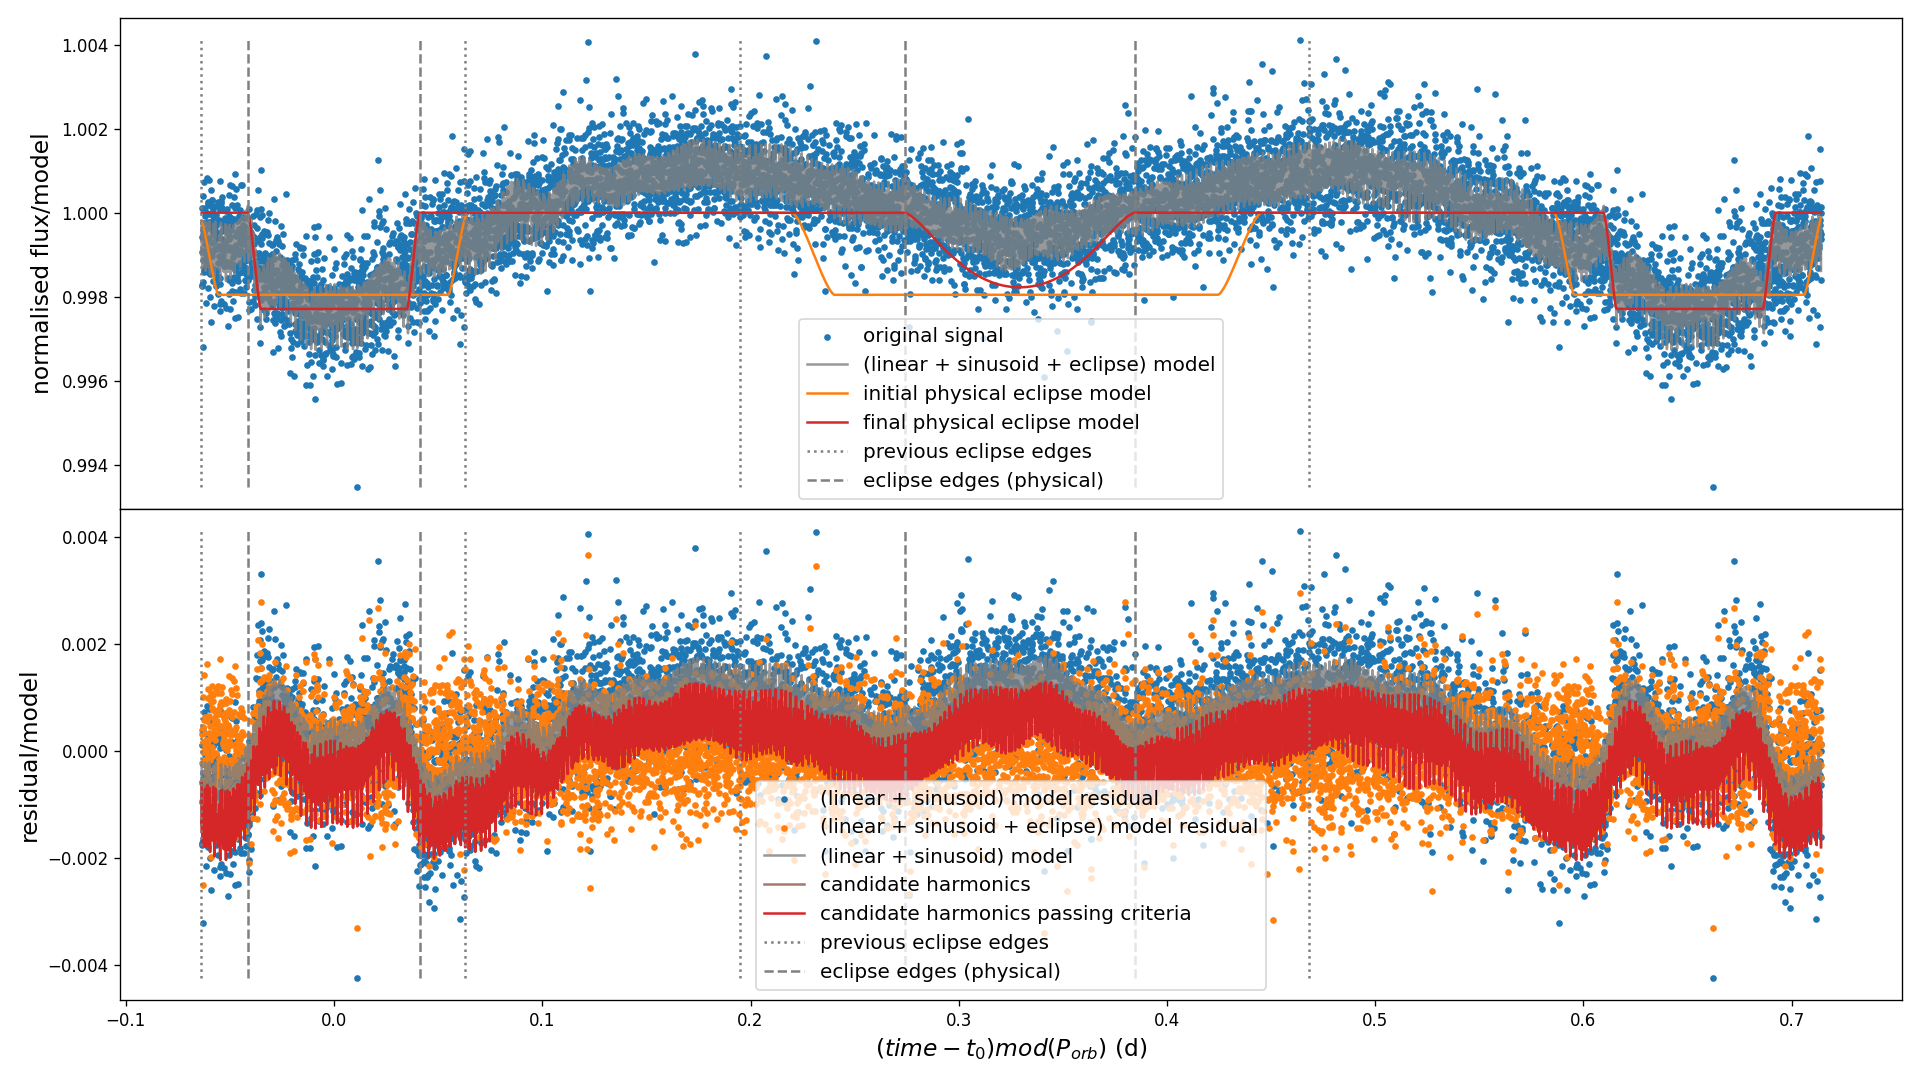 normalised flux/model
1.004
1.002
1.000
0.998
0.996
0.994
original signal
(linear + sinusoid + eclipse) model
initial physical eclipse model
final physical eclipse model
previous eclipse edges
eclipse edges (physical)
residual/model
0.004
0.002
0.000
−0.002
−0.004
(linear + sinusoid) model residual
(linear + sinusoid + eclipse) model residual
(linear + sinusoid) model
candidate harmonics
candidate harmonics passing criteria
previous eclipse edges
eclipse edges (physical)
−0.1 0.0 0.1 0.2 0.3 0.4 0.5 0.6 0.7
(time − t₀)mod(P_orb) (d)